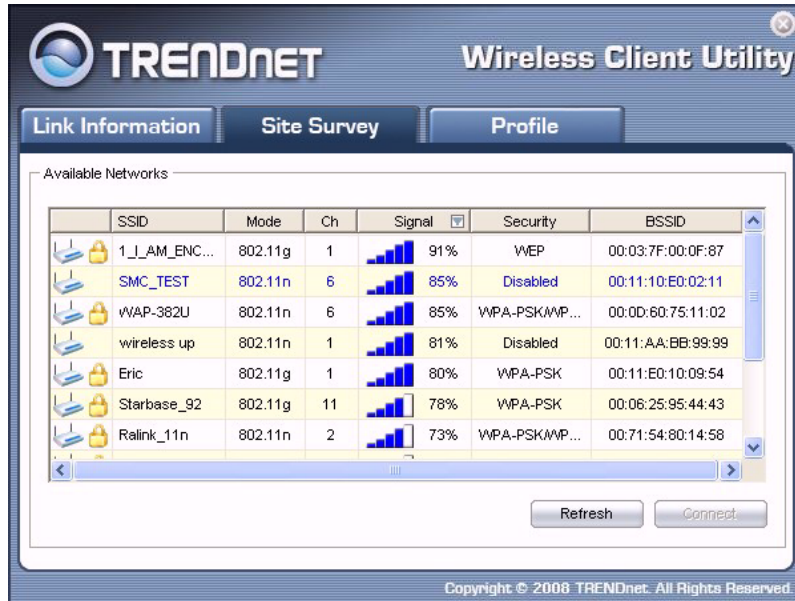 TRENDNET
Wireless Client Utility
Link Information Site Survey Profile
Available Networks
SSID Mode Ch Signal Security BSSID
1_I_AM_ENC... 802.11g 1 91% WEP 00:03:7F:00:0F:87
SMC_TEST 802.11n 6 85% Disabled 00:11:10:E0:02:11
WAP-382U 802.11n 6 85% WPA-PSK/WP... 00:0D:60:75:11:02
wireless up 802.11n 1 81% Disabled 00:11:AA:BB:99:99
Eric 802.11g 1 80% WPA-PSK 00:11:E0:10:09:54
Starbase_92 802.11g 11 78% WPA-PSK 00:06:25:95:44:43
Ralink_11n 802.11n 2 73% WPA-PSK/WP... 00:71:54:80:14:58
Refresh Connect
Copyright © 2008 TRENDnet. All Rights Reserved